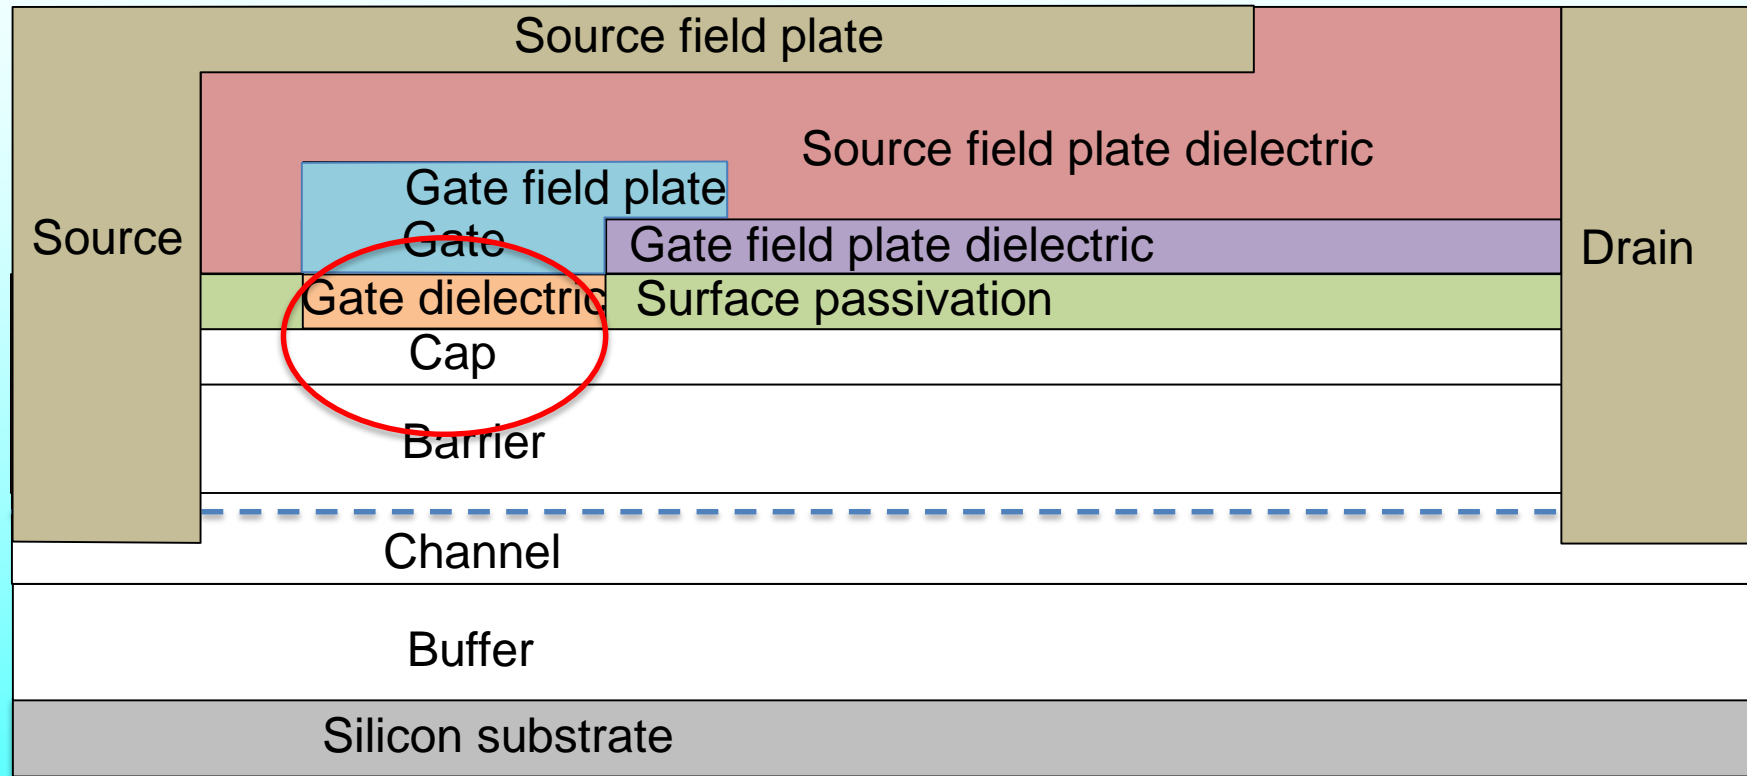 Source field plate
Source field plate dielectric
Gate field plate
Source
Gate
Gate field plate dielectric
Drain
Gate dielectric
Surface passivation
Cap
Barrier
Channel
Buffer
Silicon substrate